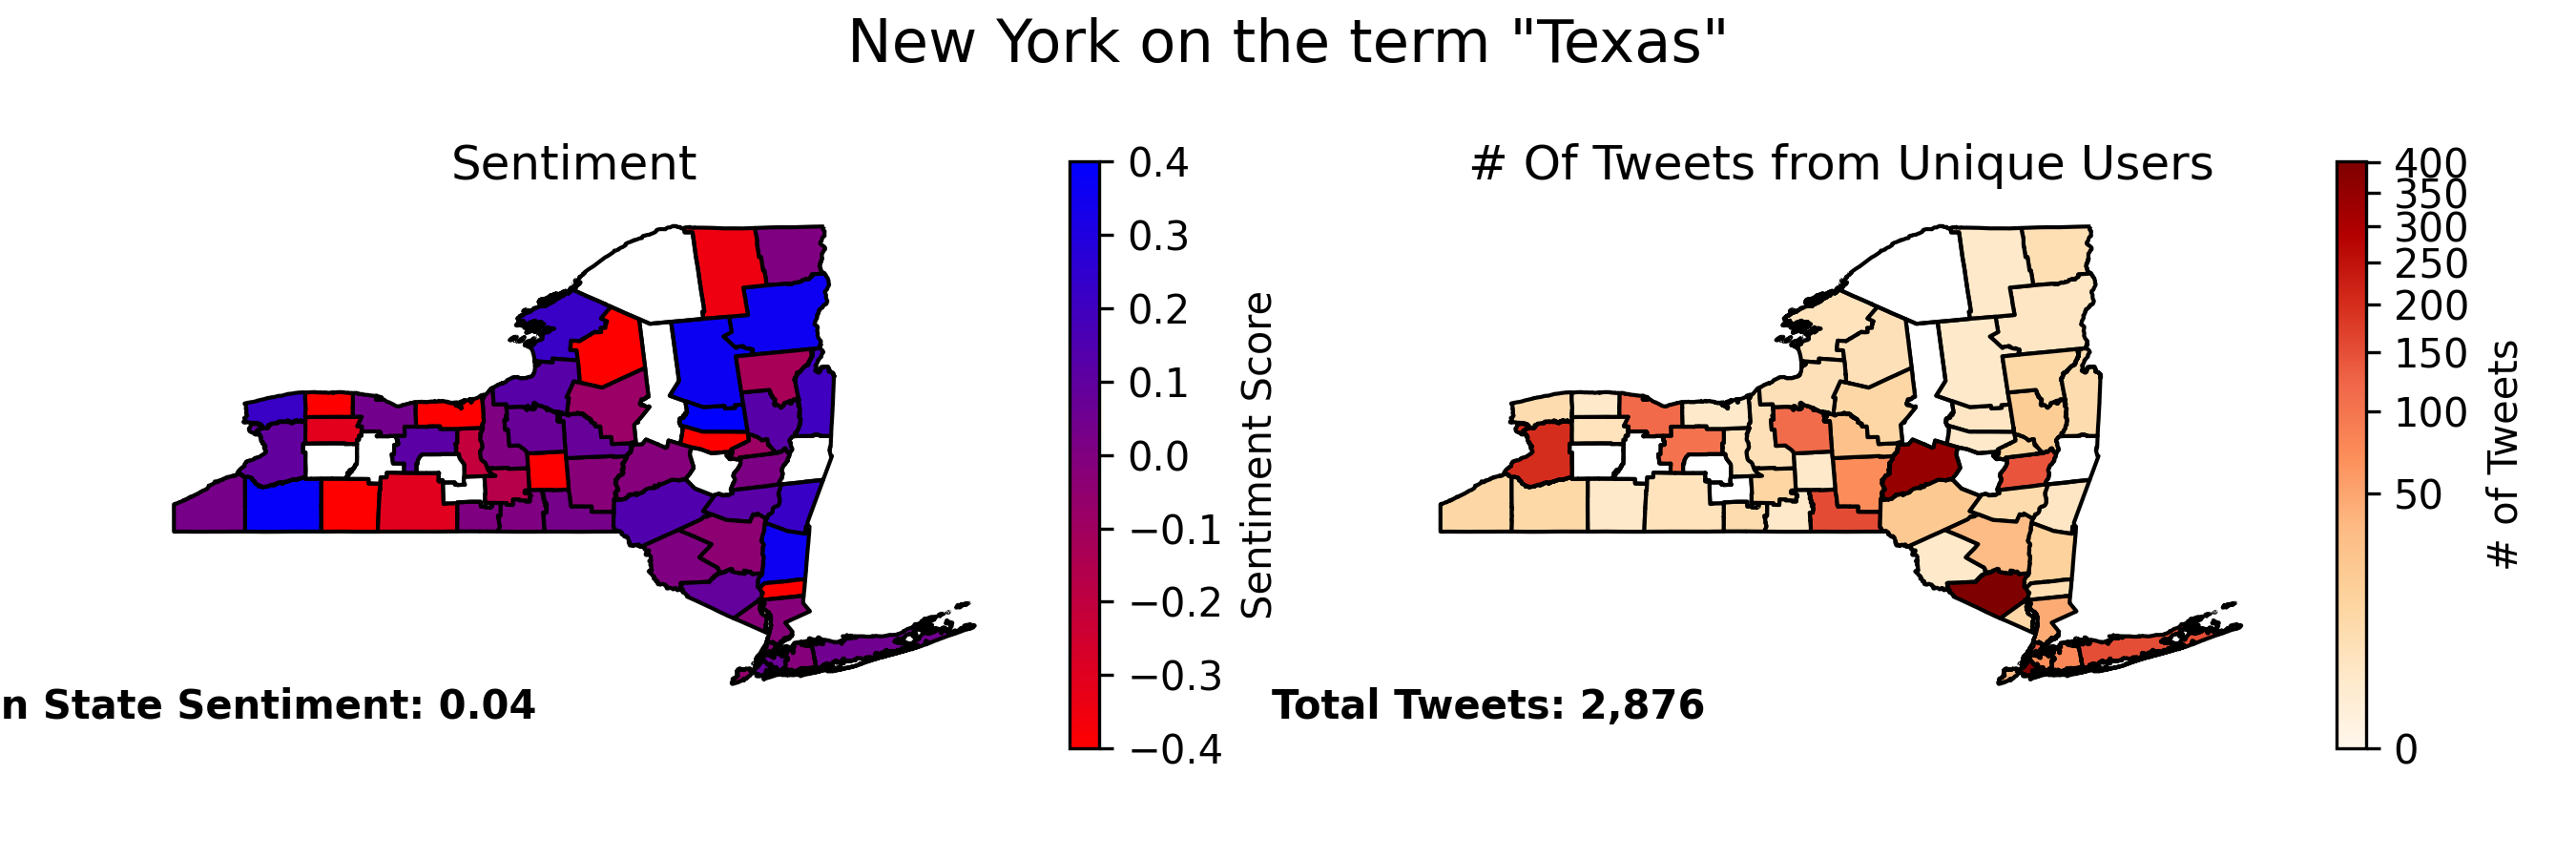 New York on the term "Texas"
Sentiment
0.4
0.3
0.2
0.1
0.0
−0.1
−0.2
−0.3
−0.4
Sentiment Score
n State Sentiment: 0.04
# Of Tweets from Unique Users
400
350
300
250
200
150
100
50
0
# of Tweets
Total Tweets: 2,876